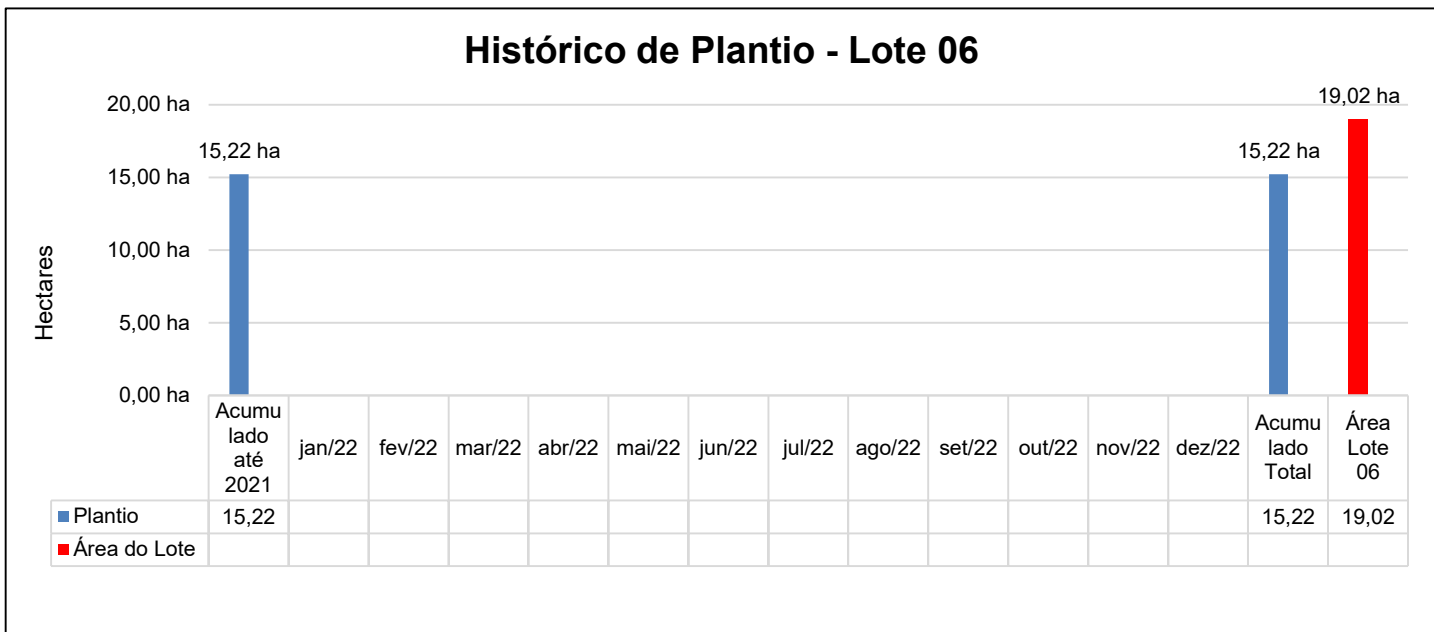 Histórico de Plantio - Lote 06
20,00 ha
15,00 ha
10,00 ha
5,00 ha
0,00 ha
Hectares
15,22 ha
15,22 ha
19,02 ha
Acumu
lado
até
2021
jan/22
fev/22
mar/22
abr/22
mai/22
jun/22
jul/22
ago/22
set/22
out/22
nov/22
dez/22
Acumu
lado
Total
Área
Lote
06
Plantio 15,22 15,22 19,02
Área do Lote